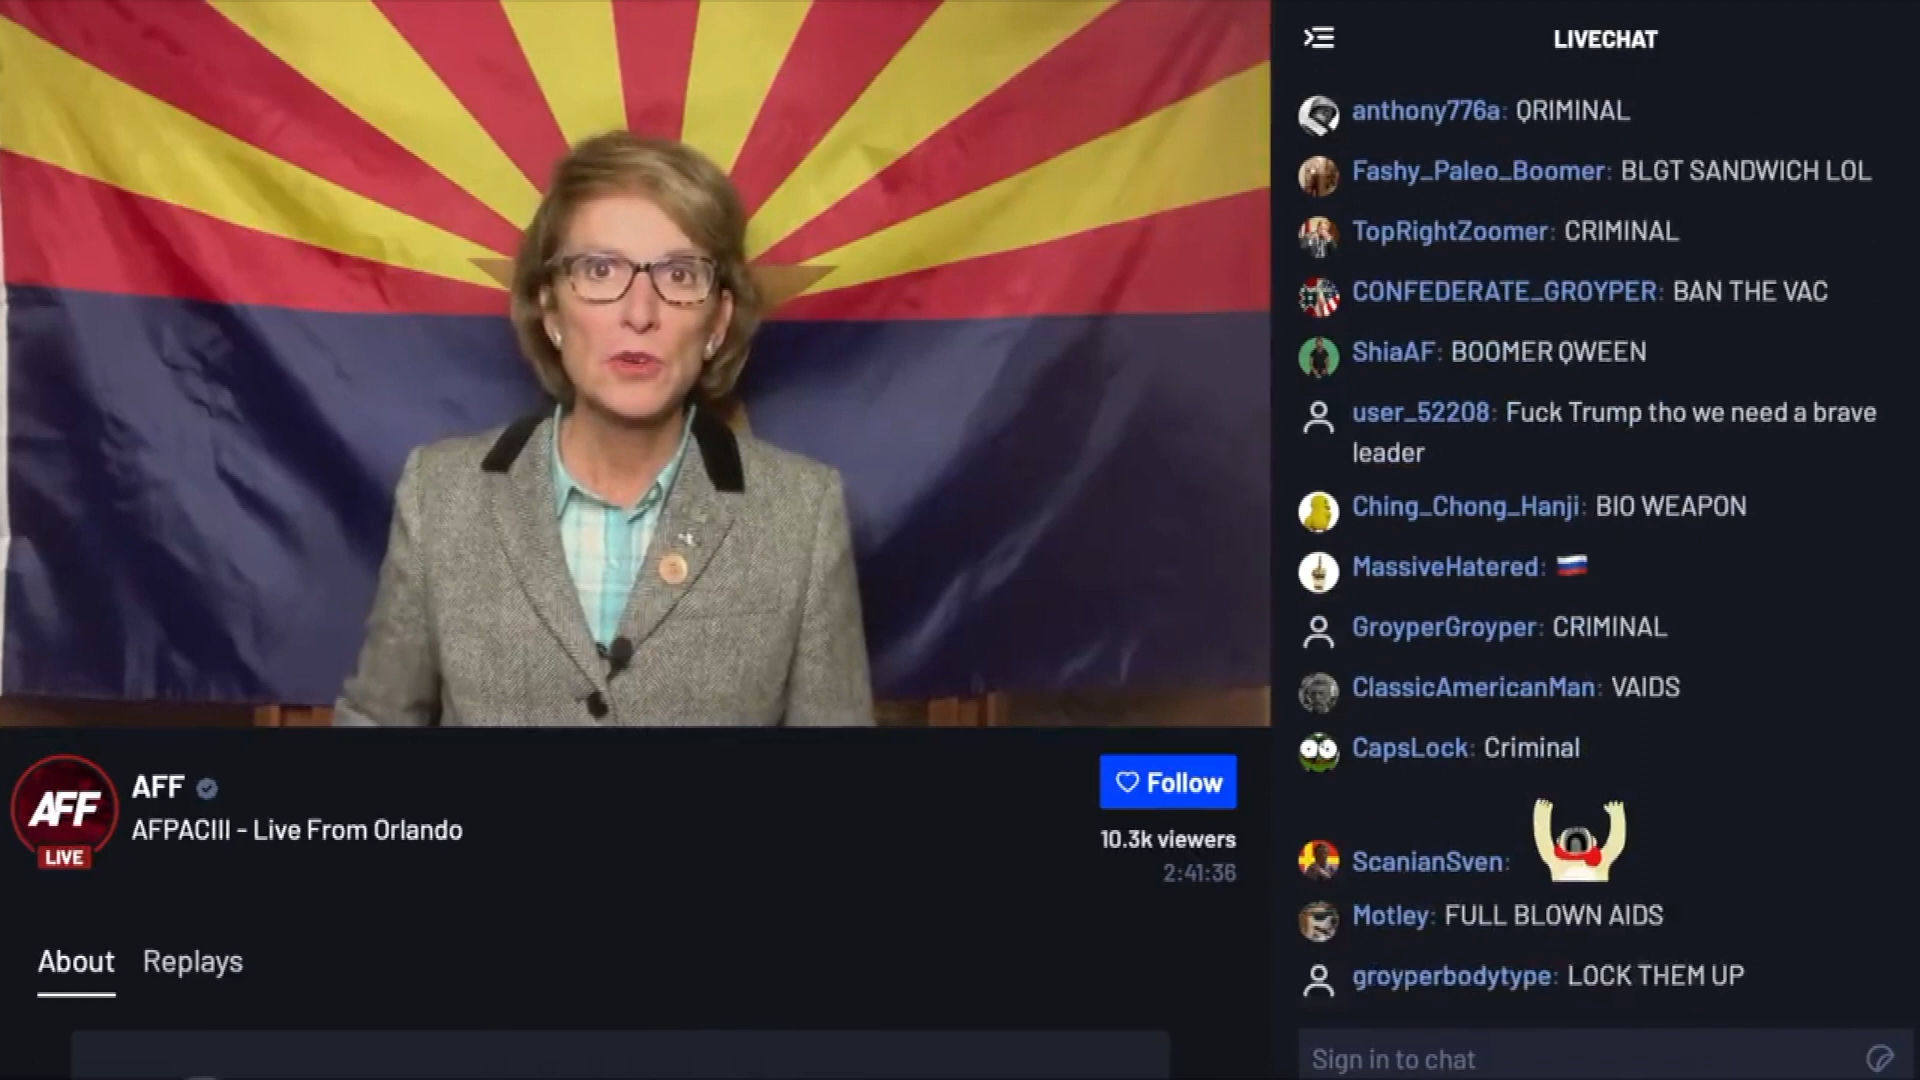 LIVECHAT
anthony776a: QRIMINAL
Fashy_Paleo_Boomer: BLGT SANDWICH LOL
TopRightZoomer: CRIMINAL
CONFEDERATE_GROYPER: BAN THE VAC
ShiaAF: BOOMER QWEEN
user_52208: Fuck Trump tho we need a brave
leader
Ching_Chong_Hanji: BIO WEAPON
MassiveHatered: 🇷🇺
GroyperGroyper: CRIMINAL
ClassicAmericanMan: VAIDS
CapsLock: Criminal
ScanianSven:
Motley: FULL BLOWN AIDS
groyperbodytype: LOCK THEM UP
Sign in to chat
AFF
LIVE
AFF
AFPACIII - Live From Orlando
Follow
10.3k viewers
2:41:36
About Replays